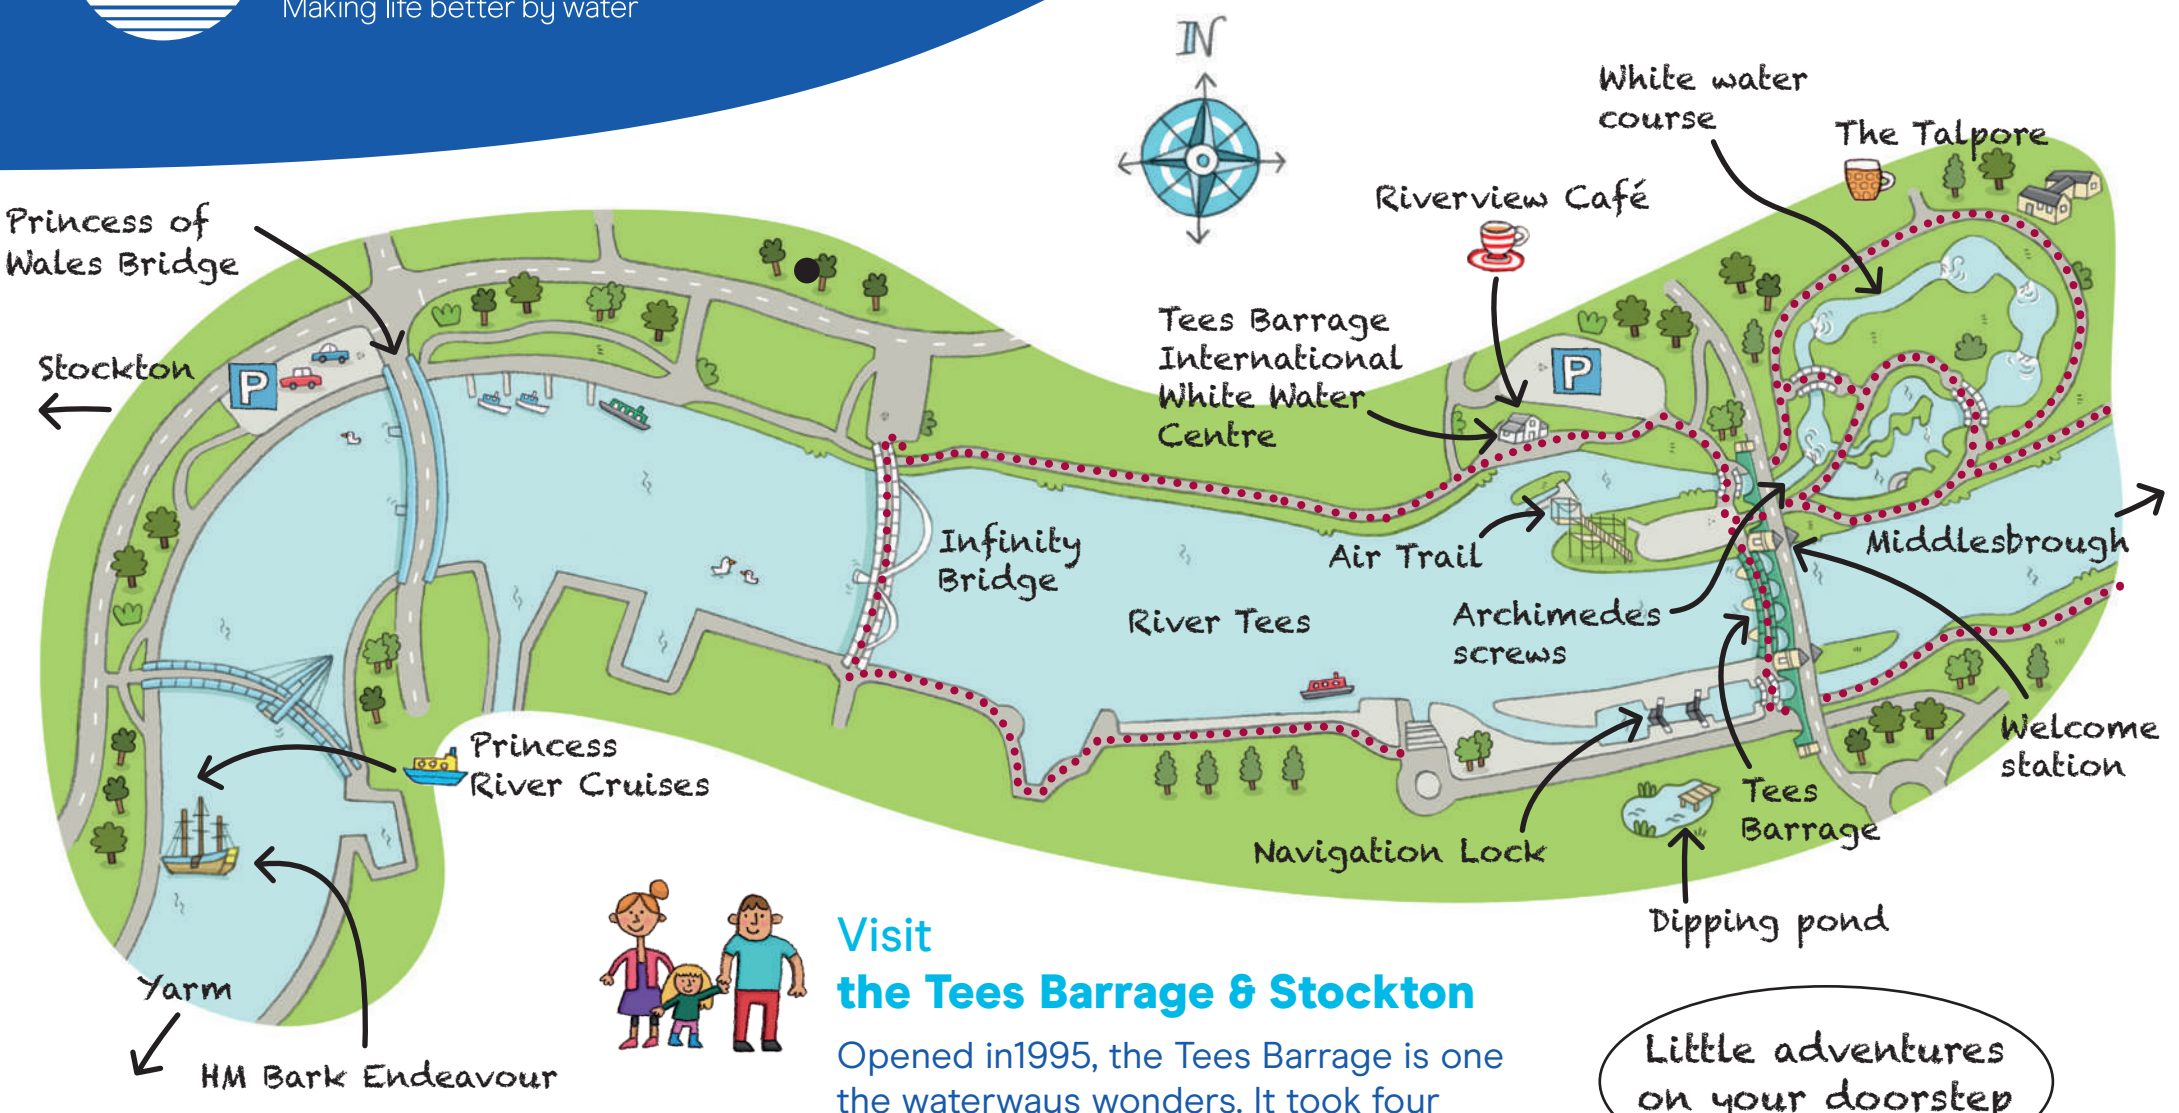 Making life better by water
N
White water
course
The Talpore
Riverview Café
Princess of
Wales Bridge
Tees Barrage
International
White Water
Centre
Stockton
P
P
Infinity
Bridge
Air Trail
Middlesbrough
River Tees
Archimedes
screws
Welcome
station
Princess
River Cruises
Tees
Barrage
Navigation Lock
Dipping pond
Yarm
HM Bark Endeavour
Visit
the Tees Barrage & Stockton
Opened in1995, the Tees Barrage is one
the waterways wonders. It took four
Little adventures
on your doorstep